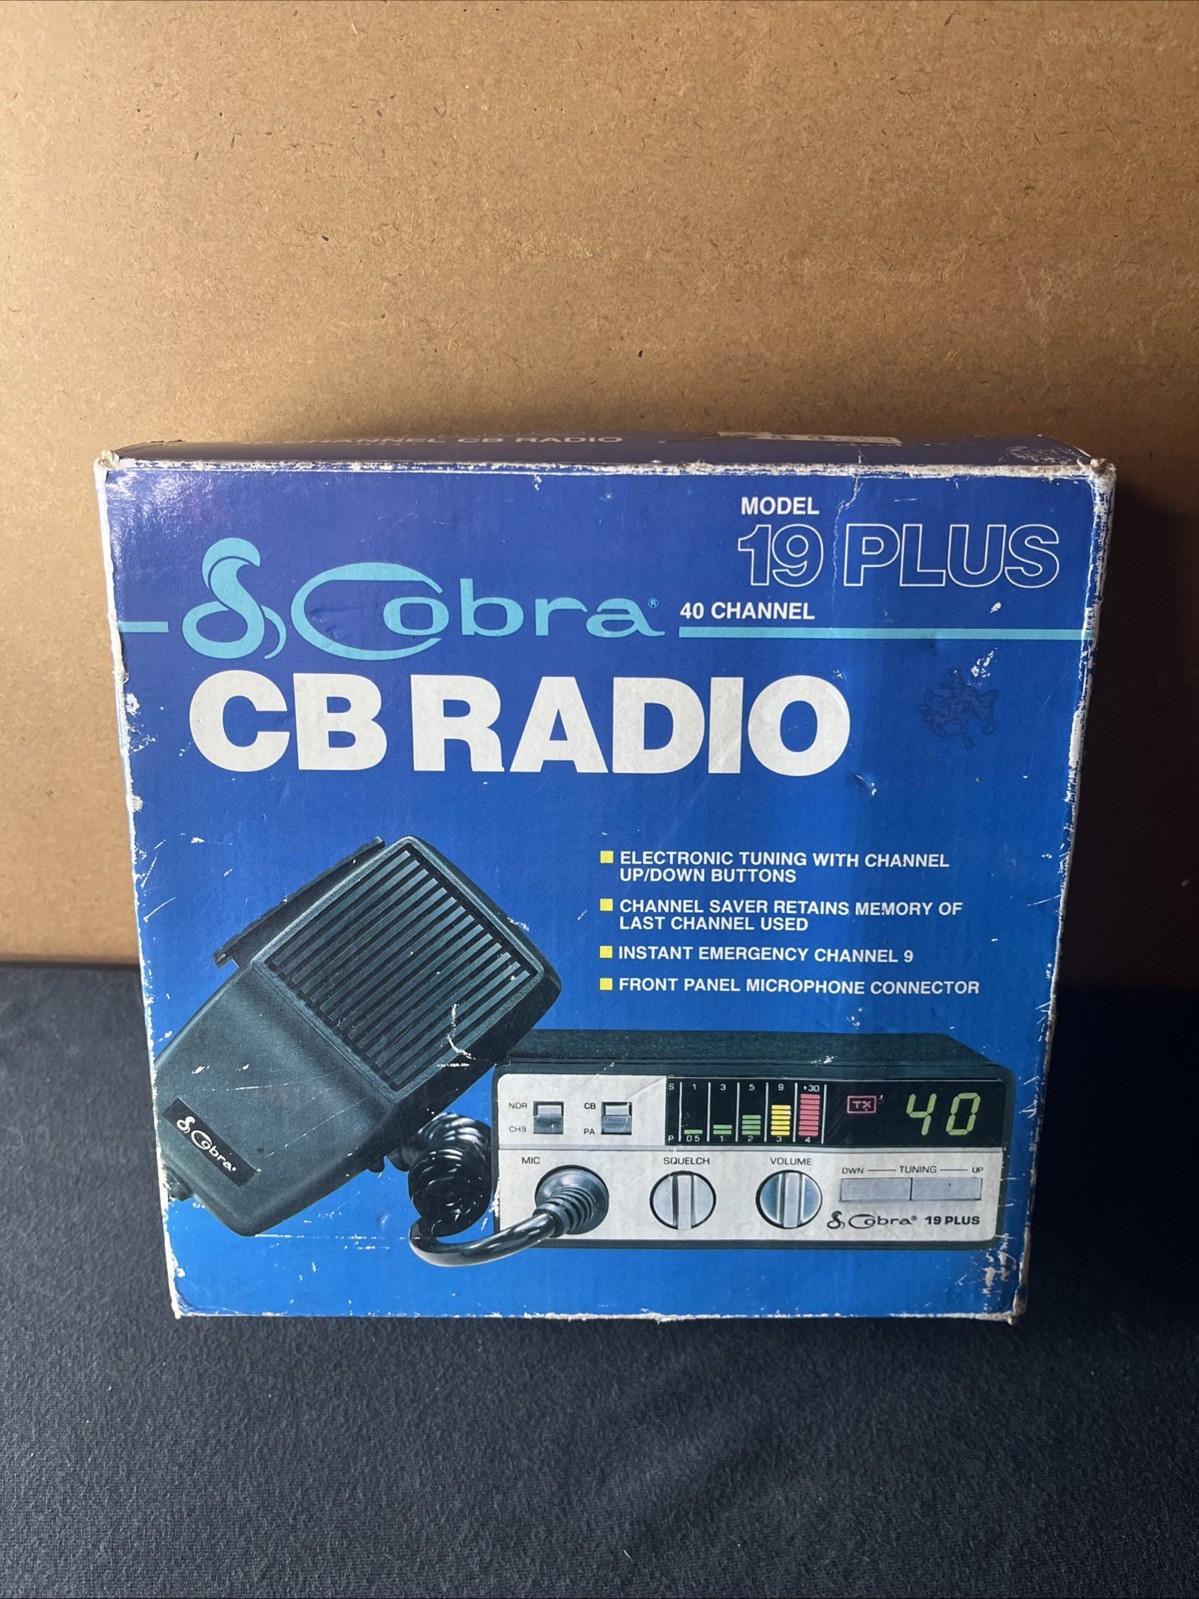 CHANNEL CB RADIO
MODEL
19 PLUS
Cobra®
40 CHANNEL
CB RADIO
ELECTRONIC TUNING WITH CHANNEL
UP/DOWN BUTTONS
CHANNEL SAVER RETAINS MEMORY OF
LAST CHANNEL USED
INSTANT EMERGENCY CHANNEL 9
FRONT PANEL MICROPHONE CONNECTOR
S 1 3 5 9 +30
NOR CB TX 40
CH9 PA
P 0.5 1 2 3 4
MIC SQUELCH VOLUME DWN TUNING UP
Cobra® 19 PLUS
Cobra®